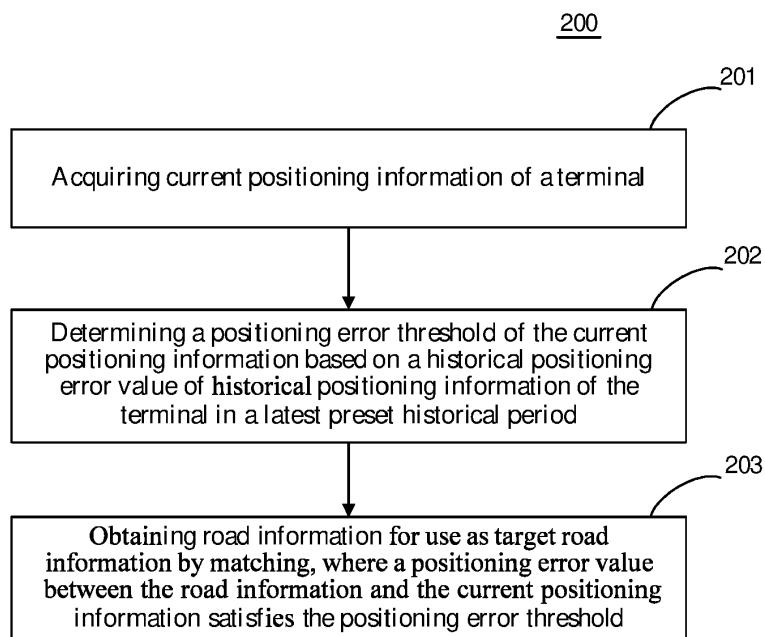 200
201
Acquiring current positioning information of a terminal
202
Determining a positioning error threshold of the current
positioning information based on a historical positioning
error value of historical positioning information of the
terminal in a latest preset historical period
203
Obtaining road information for use as target road
information by matching, where a positioning error value
between the road information and the current positioning
information satisfies the positioning error threshold